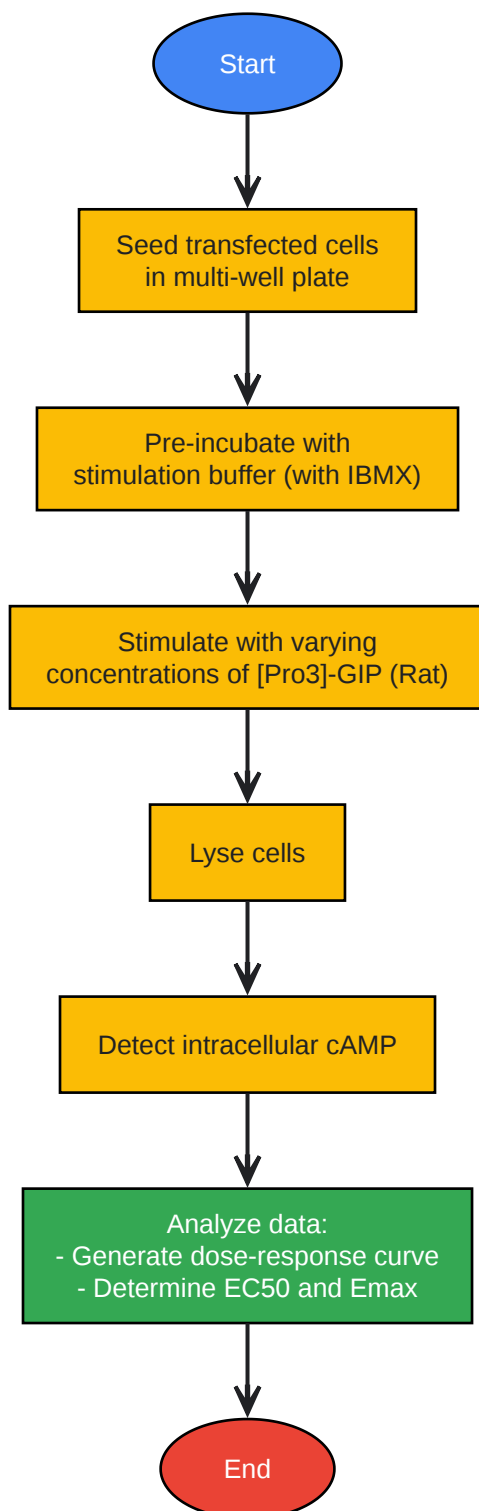 Start
Seed transfected cells
in multi-well plate
Pre-incubate with
stimulation buffer (with IBMX)
Stimulate with varying
concentrations of [Pro3]-GIP (Rat)
Lyse cells
Detect intracellular cAMP
Analyze data:
- Generate dose-response curve
- Determine EC50 and Emax
End